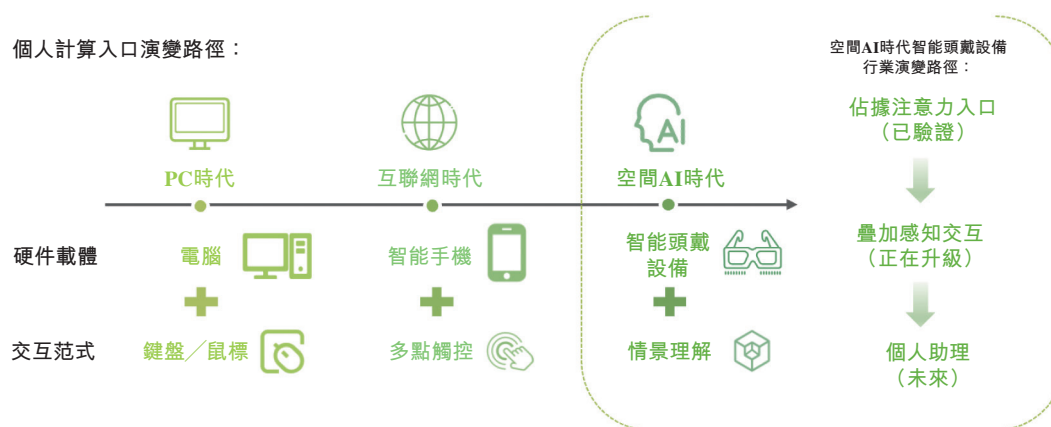 個人計算入口演變路徑：
空間AI時代智能頭戴設備
行業演變路徑：
佔據注意力入口
（已驗證）
AI
PC時代
互聯網時代
空間AI時代
硬件載體
電腦
智能手機
智能頭戴
設備
疊加感知交互
（正在升級）
交互范式
鍵盤／鼠標
多點觸控
情景理解
個人助理
（未來）